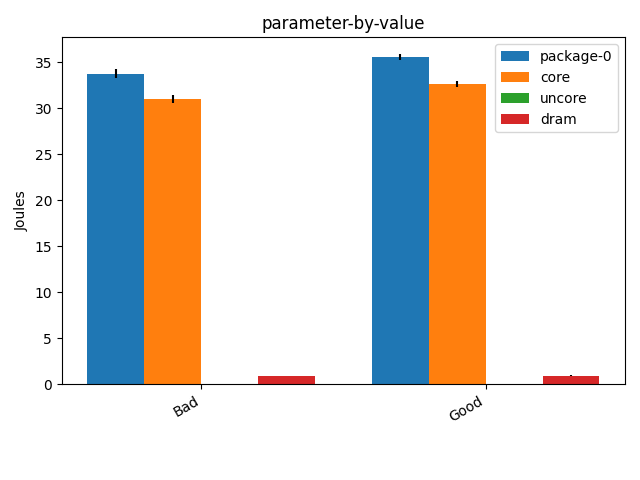 parameter-by-value
package-0
core
uncore
dram
Joules
35
30
25
20
15
10
5
0
Bad
Good